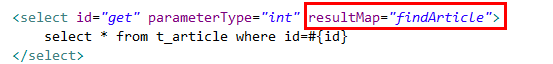 <select id="get" parameterType="int" resultMap="findArticle">
select * from t_article where id=#{id}
</select>